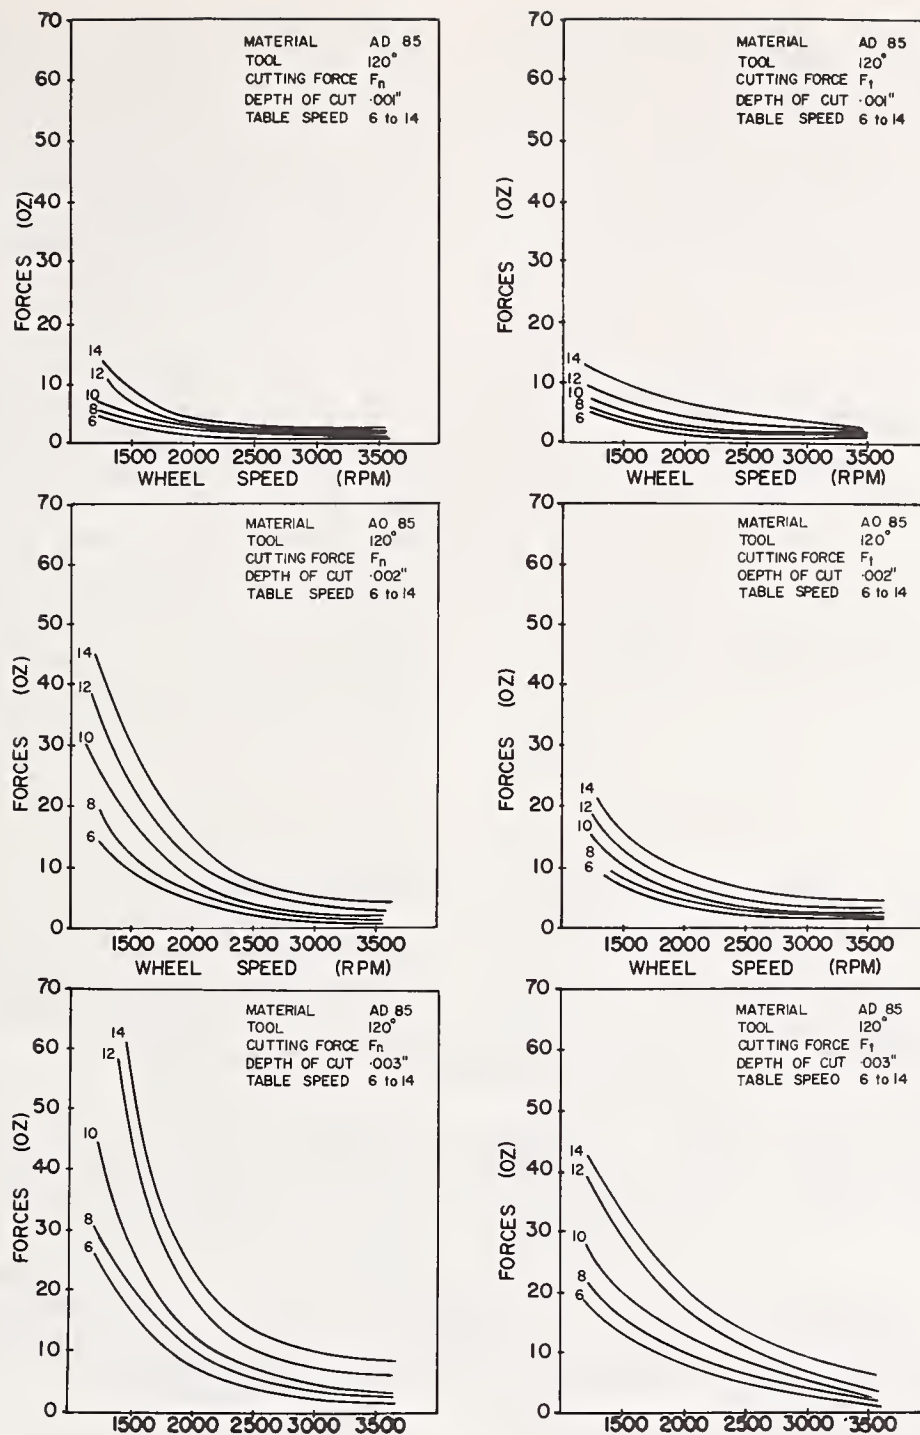 70
60
50
40
30
20
10
0
FORCES (OZ)
MATERIAL AD 85
TOOL 120°
CUTTING FORCE Fn
DEPTH OF CUT .001"
TABLE SPEED 6 to 14
14
12
10
8
6
1500 2000 2500 3000 3500
WHEEL SPEED (RPM)
70
60
50
40
30
20
10
0
FORCES (OZ)
MATERIAL AD 85
TOOL 120°
CUTTING FORCE Ft
DEPTH OF CUT .001"
TABLE SPEED 6 to 14
14
12
10
8
6
1500 2000 2500 3000 3500
WHEEL SPEED (RPM)
70
60
50
40
30
20
10
0
FORCES (OZ)
MATERIAL AO 85
TOOL 120°
CUTTING FORCE Fn
DEPTH OF CUT .002"
TABLE SPEED 6 to 14
14
12
10
8
6
1500 2000 2500 3000 3500
WHEEL SPEED (RPM)
70
60
50
40
30
20
10
0
FORCES (OZ)
MATERIAL AO 85
TOOL 120°
CUTTING FORCE Ft
OEPTH OF CUT .002"
TABLE SPEED 6 to 14
14
12
10
8
6
1500 2000 2500 3000 3500
WHEEL SPEED (RPM)
70
60
50
40
30
20
10
0
FORCES (OZ)
MATERIAL AD 85
TOOL 120°
CUTTING FORCE Fn
DEPTH OF CUT .003"
TABLE SPEED 6 to 14
14
12
10
8
6
1500 2000 2500 3000 3500
70
60
50
40
30
20
10
0
FORCES (OZ)
MATERIAL AD 85
TOOL 120°
CUTTING FORCE Ft
DEPTH OF CUT .003"
TA8LE SPEEO 6 to 14
14
12
10
8
6
1500 2000 2500 3000 3500